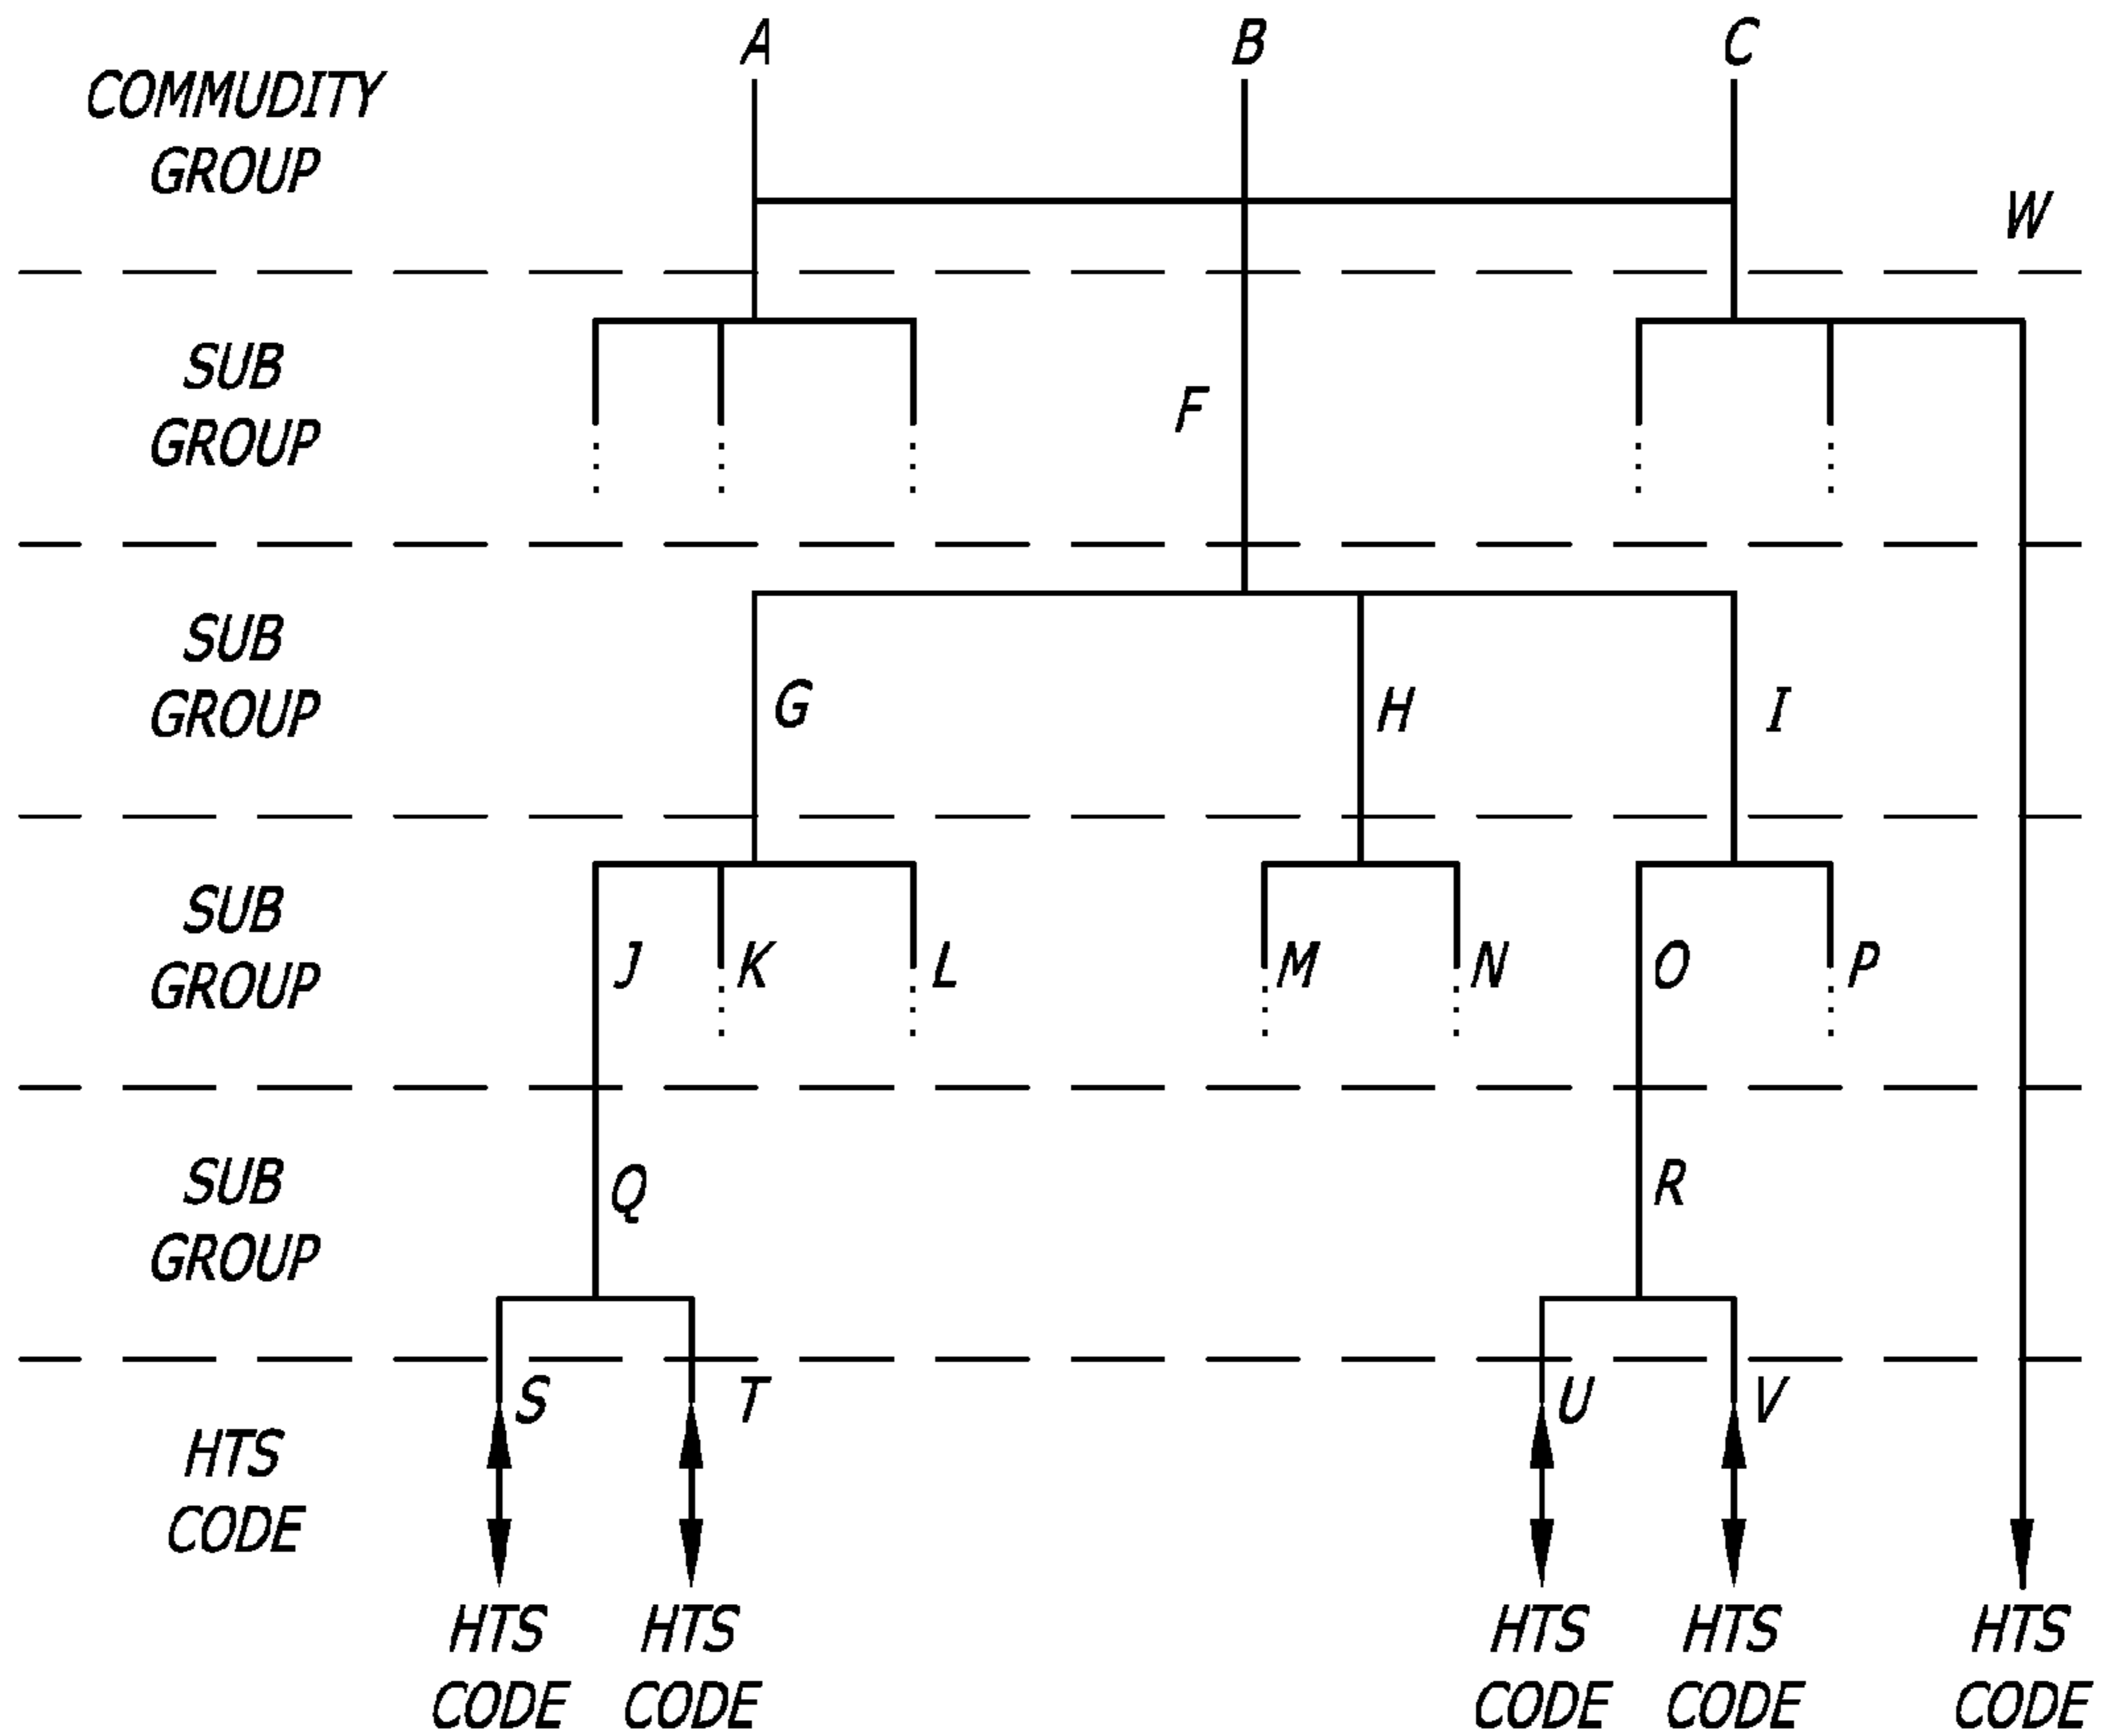 A B C
COMMUDITY
GROUP
W
SUB
GROUP
F
SUB
GROUP
G H I
SUB
GROUP
J K L M N O P
SUB
GROUP
Q R
S T U V
HTS
CODE
HTS CODE
HTS CODE
HTS CODE
HTS CODE
HTS CODE